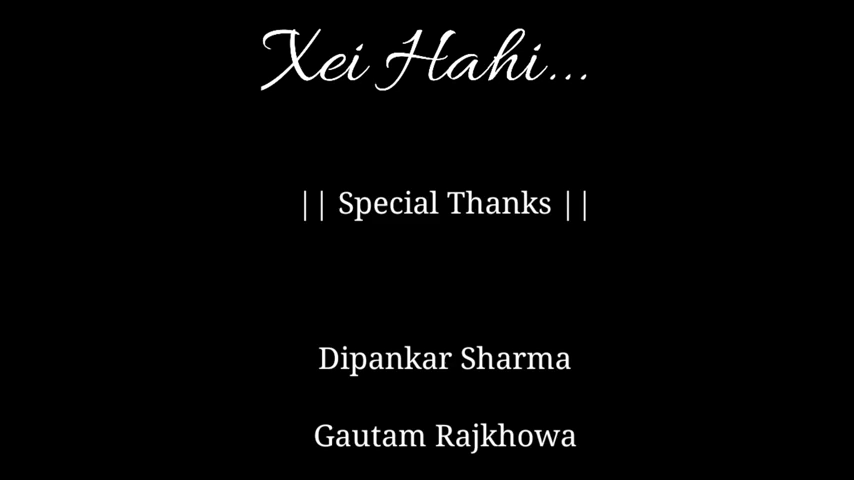 Xei Hahi...
|| Special Thanks ||
Dipankar Sharma
Gautam Rajkhowa